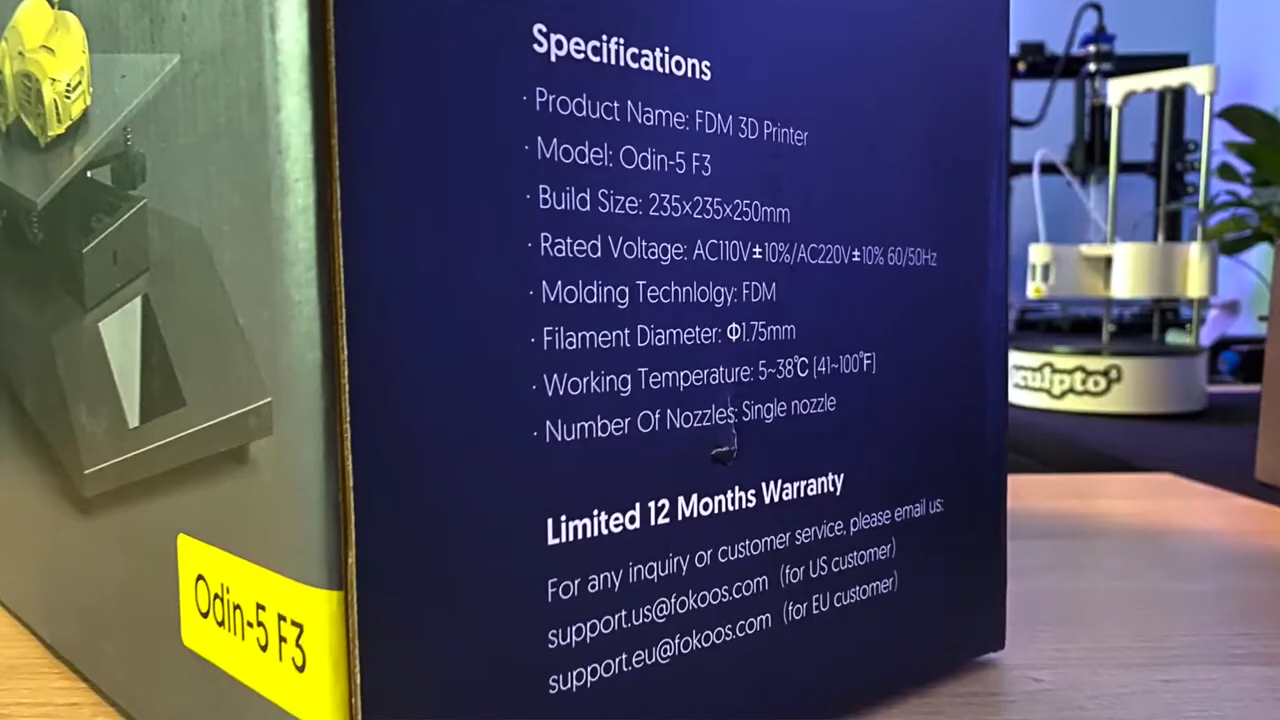 Specifications
· Product Name: FDM 3D Printer
· Model: Odin-5 F3
· Build Size: 235×235×250mm
· Rated Voltage: AC110V±10%/AC220V±10% 60/50Hz
· Molding Technlolgy: FDM
· Filament Diameter: Φ1.75mm
· Working Temperature: 5~38℃ [41~100℉]
· Number Of Nozzles: Single nozzle
Limited 12 Months Warranty
For any inquiry or customer service, please email us:
support.us@fokoos.com (for US customer)
support.eu@fokoos.com (for EU customer)
Odin-5 F3
sculpto